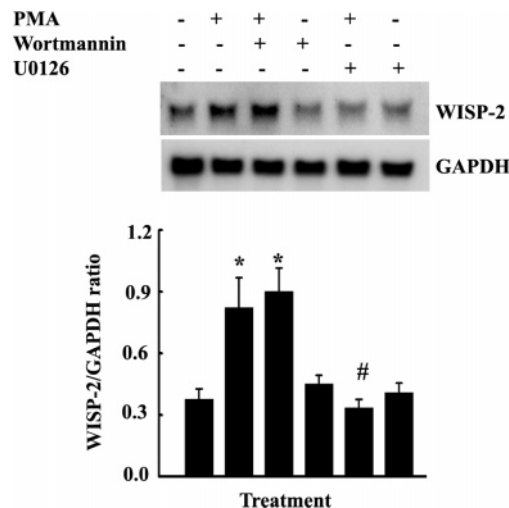 PMA - + + - + -
Wortmannin - - + + - -
U0126 - - - - + +
WISP-2
GAPDH
1.2
0.9
0.6
0.3
0.0
WISP-2/GAPDH ratio
* * #
Treatment